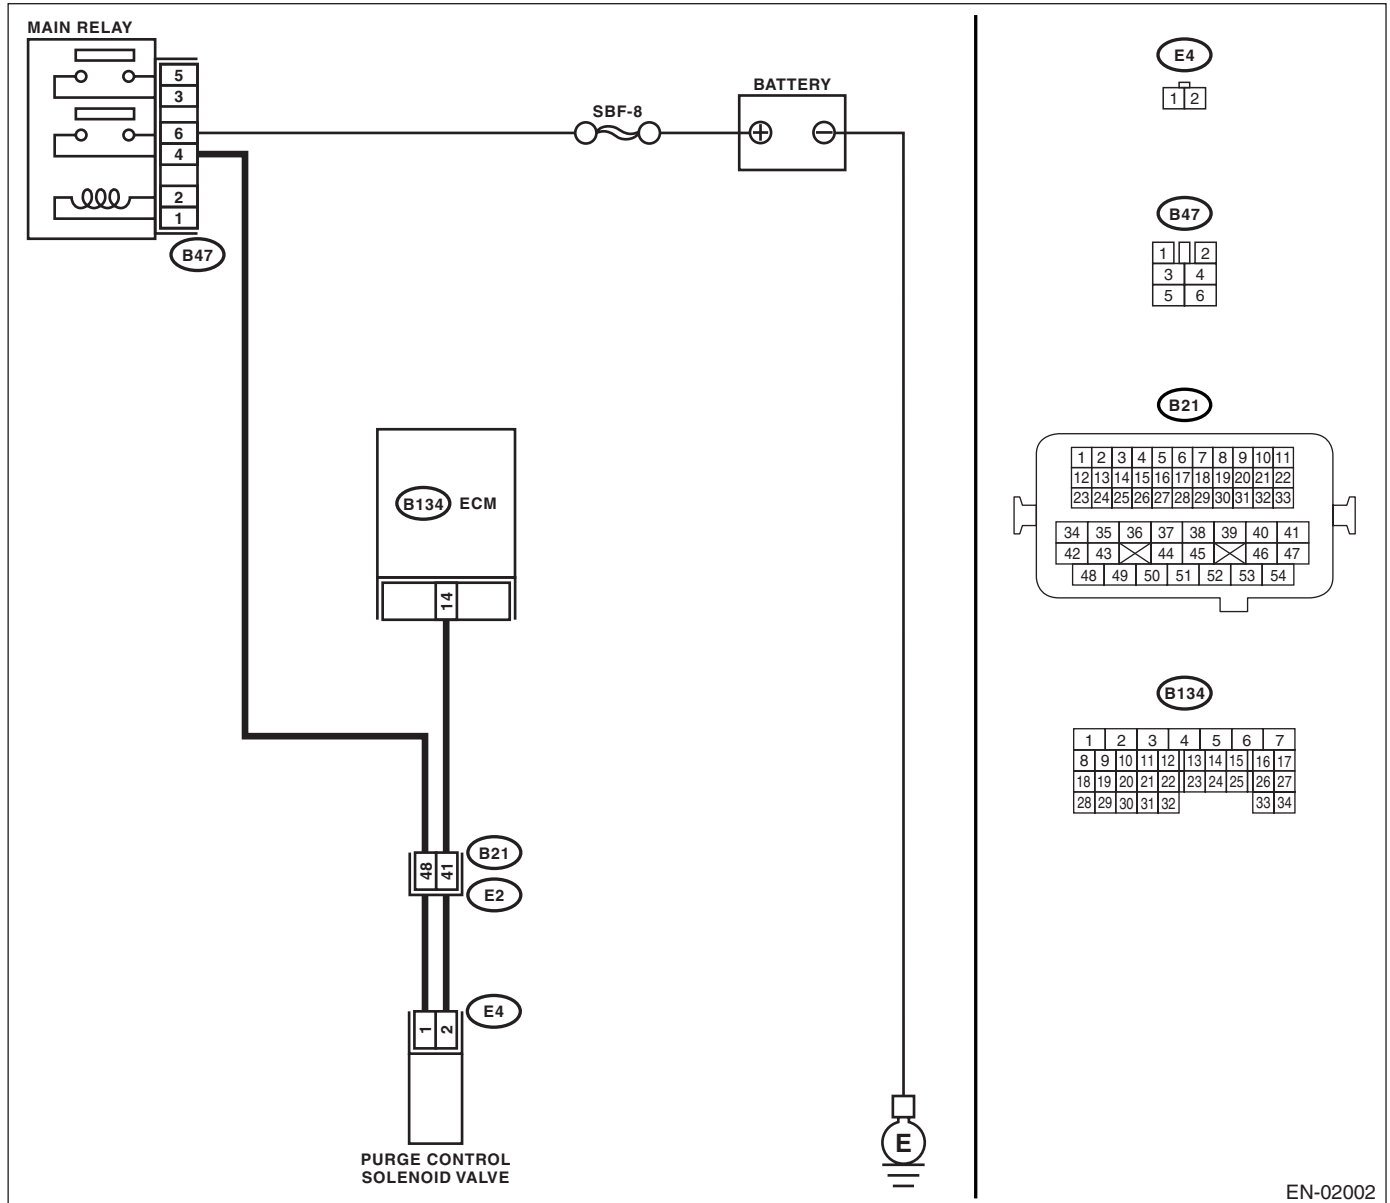 MAIN RELAY
5
3
6
4
2
1
B47
SBF-8
BATTERY
+
−
B134 ECM
14
48 41
B21
E2
1 2
E4
PURGE CONTROL
SOLENOID VALVE
E
E4
1 2
B47
1 2
3 4
5 6
B21
1 2 3 4 5 6 7 8 9 10 11
12 13 14 15 16 17 18 19 20 21 22
23 24 25 26 27 28 29 30 31 32 33
34 35 36 37 38 39 40 41
42 43 44 45 46 47
48 49 50 51 52 53 54
B134
1 2 3 4 5 6 7
8 9 10 11 12 13 14 15 16 17
18 19 20 21 22 23 24 25 26 27
28 29 30 31 32 33 34
EN-02002